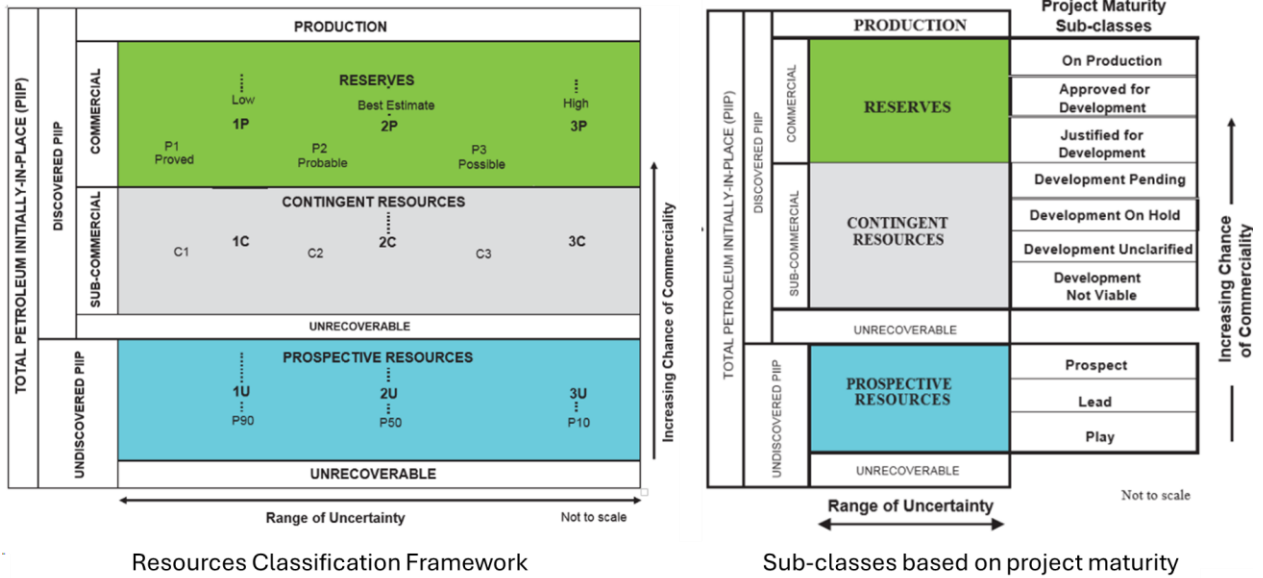 TOTAL PETROLEUM INITIALLY-IN-PLACE (PIIP)
DISCOVERED PIIP
UNDISCOVERED PIIP
COMMERCIAL
SUB-COMMERCIAL
PRODUCTION
RESERVES
Low
Best Estimate
High
1P
2P
3P
P1
Proved
P2
Probable
P3
Possible
CONTINGENT RESOURCES
1C
2C
3C
C1
C2
C3
UNRECOVERABLE
PROSPECTIVE RESOURCES
1U
2U
3U
P90
P50
P10
UNRECOVERABLE
Increasing Chance of Commerciality
Range of Uncertainty
Not to scale
Resources Classification Framework
Project Maturity
Sub-classes
TOTAL PETROLEUM INITIALLY-IN-PLACE (PIIP)
DISCOVERED PIIP
UNDISCOVERED PIIP
COMMERCIAL
SUB-COMMERCIAL
PRODUCTION
RESERVES
On Production
Approved for
Development
Justified for
Development
CONTINGENT
RESOURCES
Development Pending
Development On Hold
Development Unclarified
Development
Not Viable
UNRECOVERABLE
PROSPECTIVE
RESOURCES
Prospect
Lead
Play
UNRECOVERABLE
Increasing Chance
of Commerciality
Range of Uncertainty
Not to scale
Sub-classes based on project maturity